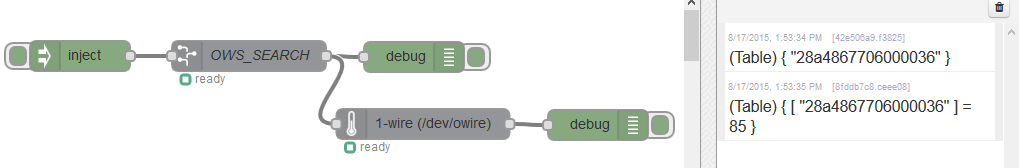 inject
OWS_SEARCH
ready
debug
1-wire (/dev/owire)
ready
debug
8/17/2015, 1:53:34 PM [42e506a9.f3825]
(Table) { "28a4867706000036" }
8/17/2015, 1:53:35 PM [8fddb7c8.ceee08]
(Table) { [ "28a4867706000036" ] =
85 }